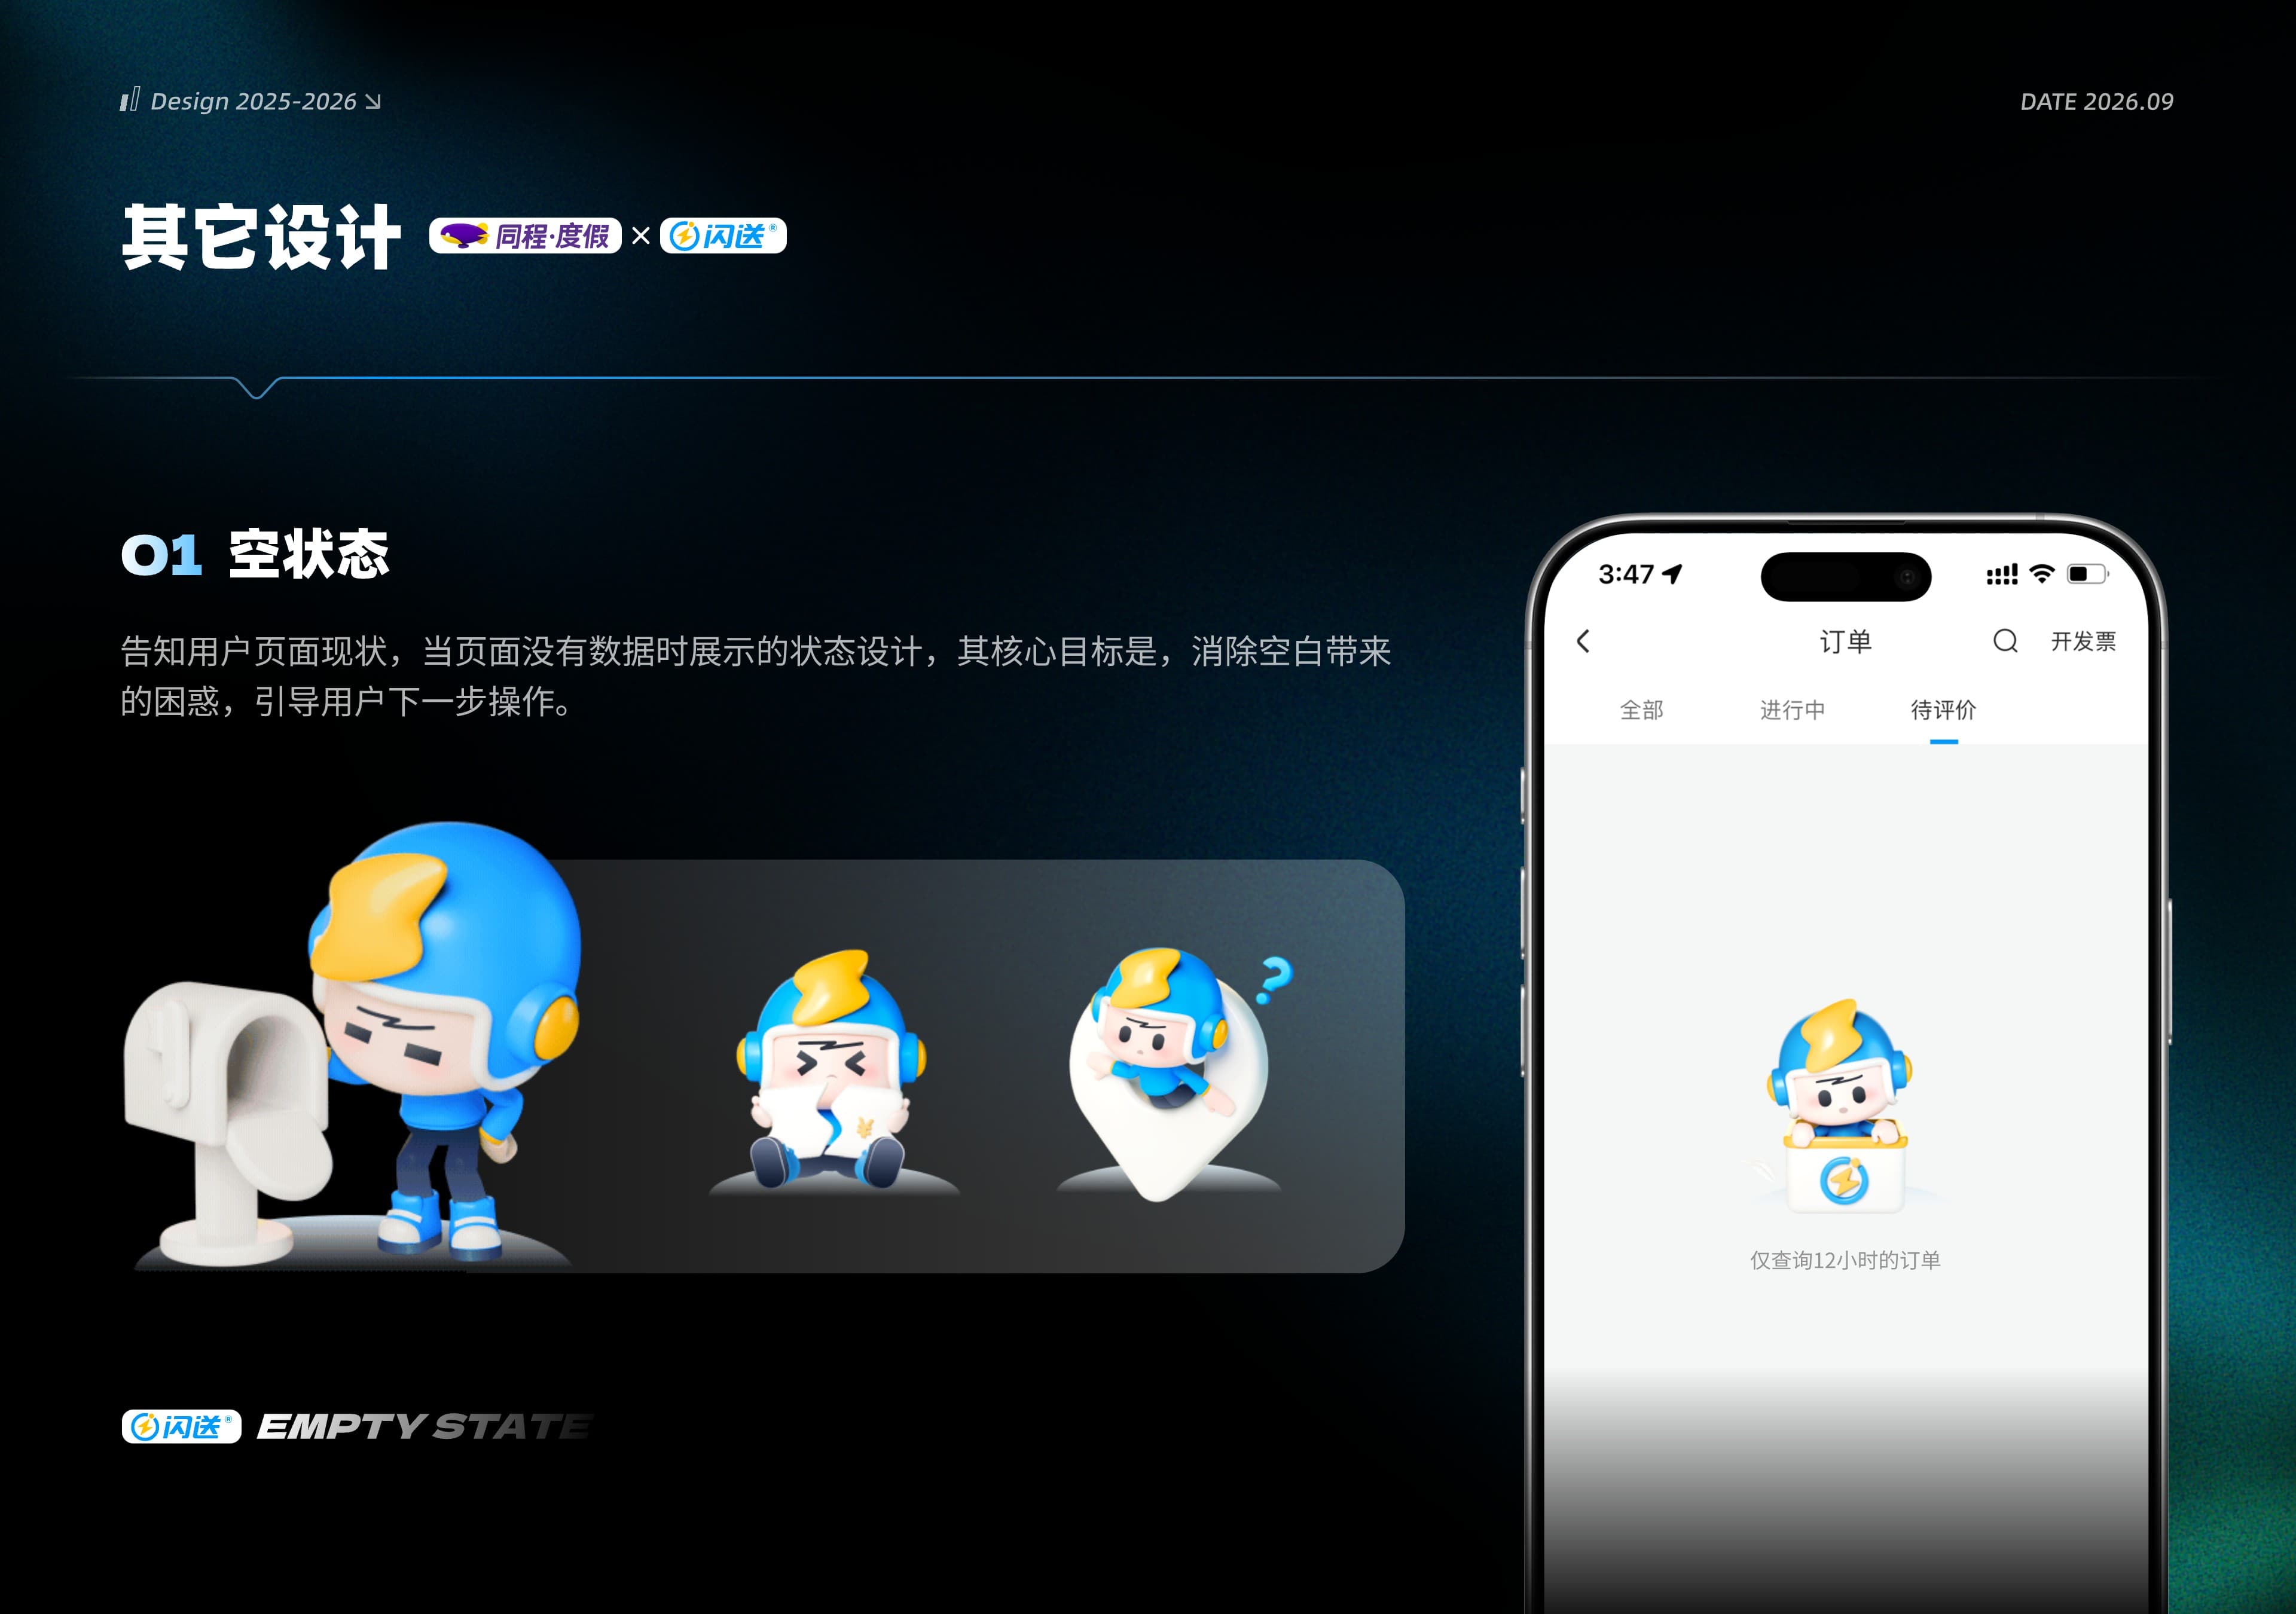 Design 2025-2026
DATE 2026.09
其它设计
同程·度假 × 闪送®
01 空状态
告知用户页面现状，当页面没有数据时展示的状态设计，其核心目标是，消除空白带来
的困惑，引导用户下一步操作。
?
¥
闪送® EMPTY STATE
3:47
订单
开发票
全部 进行中 待评价
仅查询12小时的订单